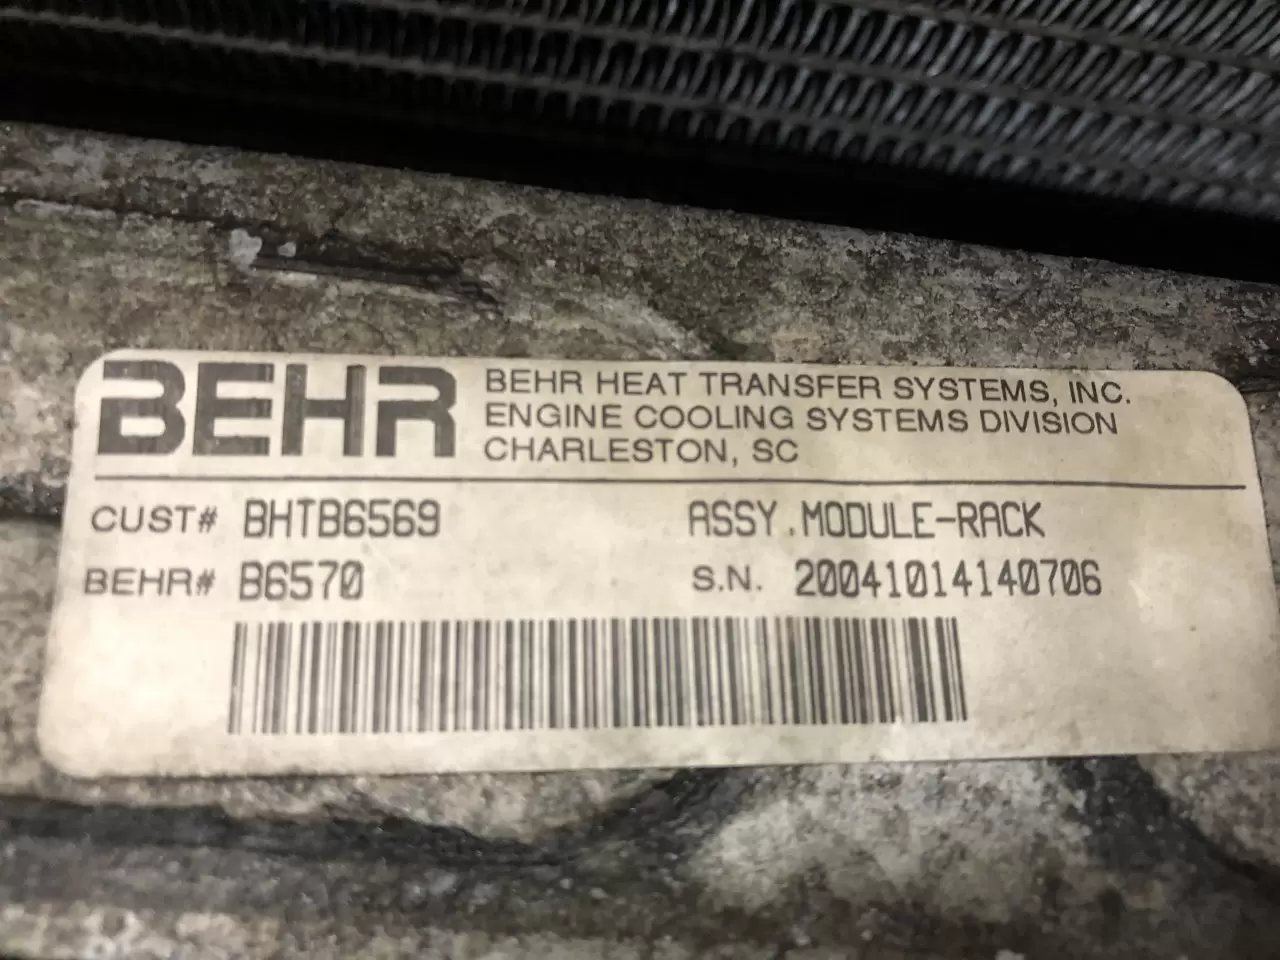 BEHR
BEHR HEAT TRANSFER SYSTEMS, INC.
ENGINE COOLING SYSTEMS DIVISION
CHARLESTON, SC
CUST# BHTB6569 ASSY.MODULE-RACK
BEHR# B6570 S.N. 20041014140706